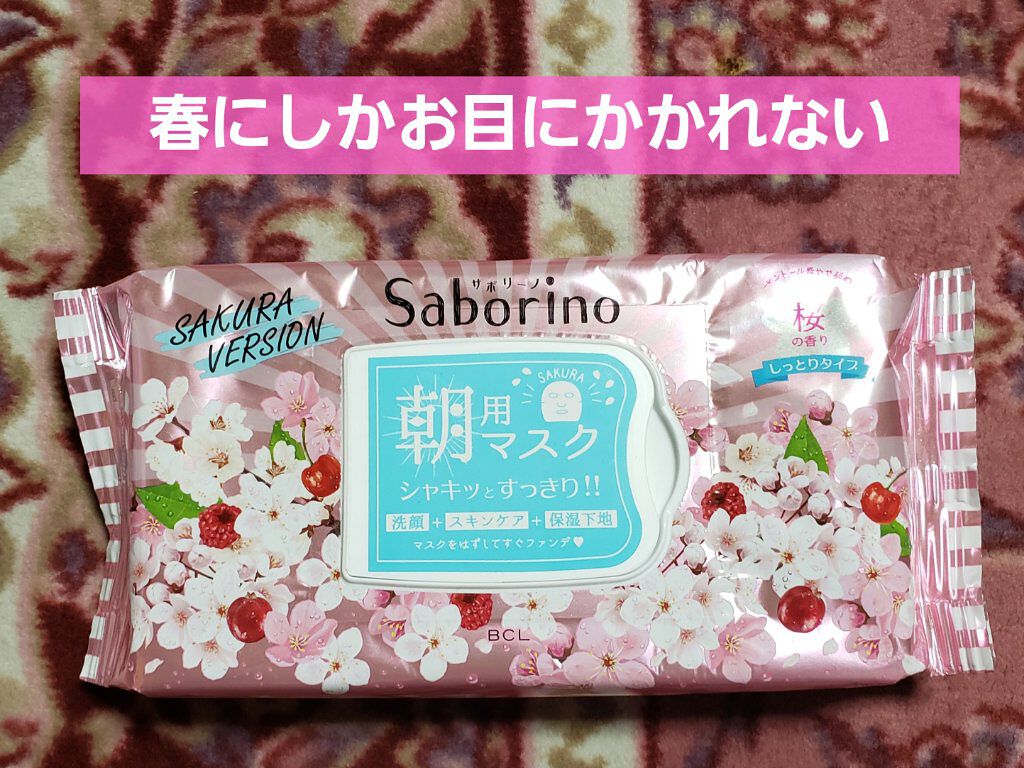 春にしかお目にかかれない
サボリーノ
Saborino
SAKURA
VERSION
メントール感やや弱め
桜
の香り
しっとりタイプ
SAKURA
朝用
マスク
シャキッとすっきり!!
洗顔+スキンケア+保湿下地
マスクをはずしてすぐファンデ♥
BCL